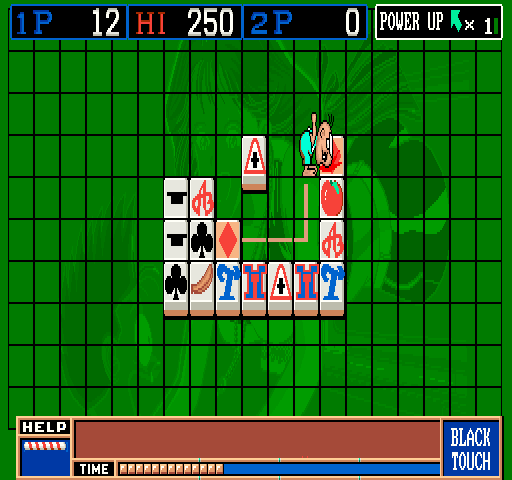 1P 12 HI 250 2P 0 POWER UP × 1
A
A
A
T H A H T
HELP
BLACK
TOUCH
TIME